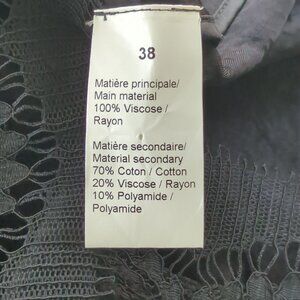 38
Matière principale/
Main material
100% Viscose /
Rayon
Matière secondaire/
Material secondary
70% Coton / Cotton
20% Viscose / Rayon
10% Polyamide /
Polyamide